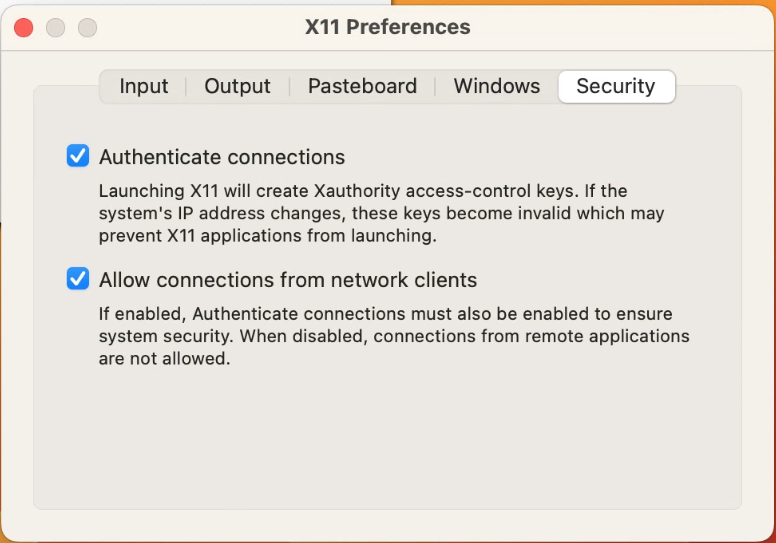 X11 Preferences
Input Output Pasteboard Windows Security
Authenticate connections
Launching X11 will create Xauthority access-control keys. If the
system's IP address changes, these keys become invalid which may
prevent X11 applications from launching.
Allow connections from network clients
If enabled, Authenticate connections must also be enabled to ensure
system security. When disabled, connections from remote applications
are not allowed.